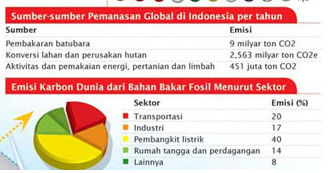 Sumber-sumber Pemanasan Global di Indonesia per tahun
Sumber Emisi
Pembakaran batubara 9 milyar ton CO2
Konversi lahan dan perusakan hutan 2,563 milyar ton CO2e
Aktivitas dan pemakaian energi, pertanian dan limbah 451 juta ton CO2
Emisi Karbon Dunia dari Bahan Bakar Fosil Menurut Sektor
Sektor Emisi (%)
Transportasi 20
Industri 17
Pembangkit listrik 40
Rumah tangga dan perdagangan 14
Lainnya 8